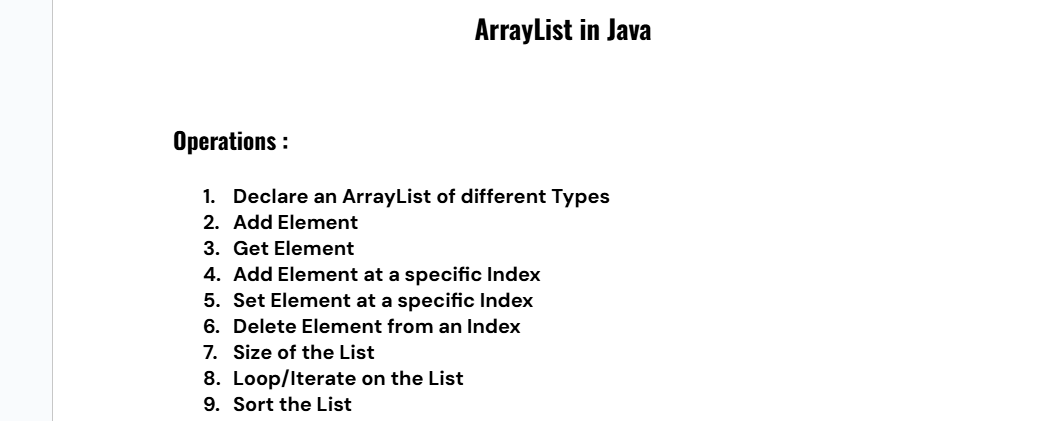 ArrayList in Java
Operations :
1. Declare an ArrayList of different Types
2. Add Element
3. Get Element
4. Add Element at a specific Index
5. Set Element at a specific Index
6. Delete Element from an Index
7. Size of the List
8. Loop/Iterate on the List
9. Sort the List